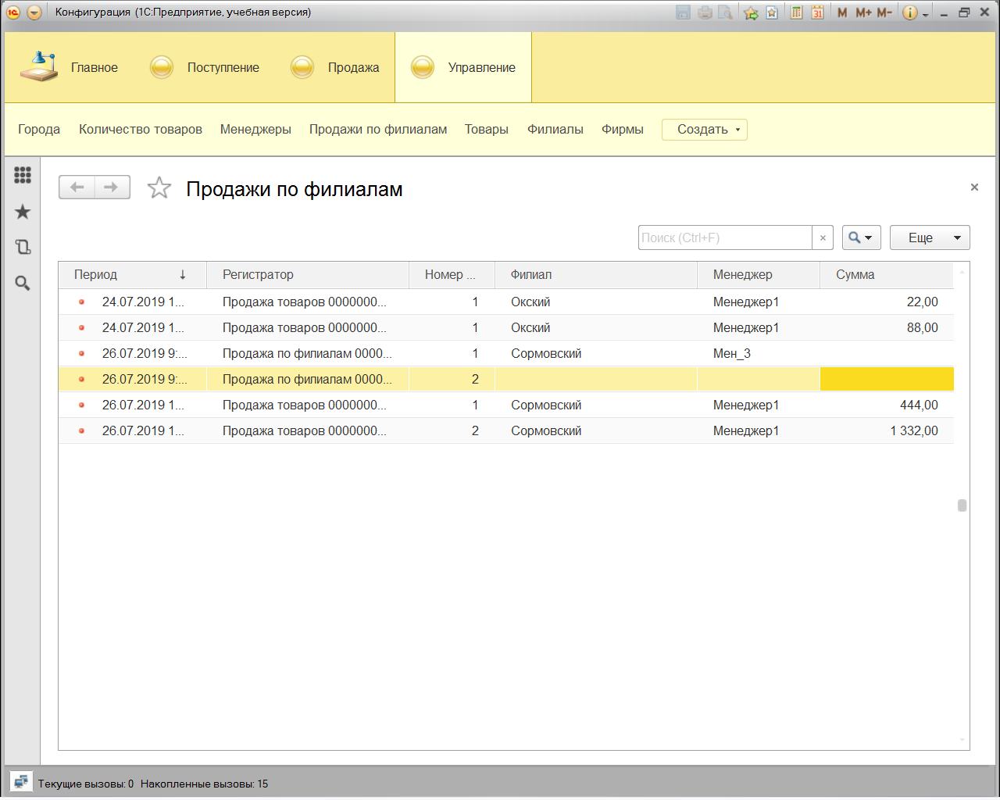 Конфигурация (1С:Предприятие, учебная версия)
31 M M+ M- i
Главное Поступление Продажа Управление
Города Количество товаров Менеджеры Продажи по филиалам Товары Филиалы Фирмы Создать
Продажи по филиалам
Поиск (Ctrl+F) × Еще
Период ↓ Регистратор Номер ... Филиал Менеджер Сумма
24.07.2019 1... Продажа товаров 0000000... 1 Окский Менеджер1 22,00
24.07.2019 1... Продажа товаров 0000000... 1 Окский Менеджер1 88,00
26.07.2019 9:... Продажа по филиалам 0000... 1 Сормовский Мен_3
26.07.2019 9:... Продажа по филиалам 0000... 2
26.07.2019 1... Продажа товаров 0000000... 1 Сормовский Менеджер1 444,00
26.07.2019 1... Продажа товаров 0000000... 2 Сормовский Менеджер1 1 332,00
Текущие вызовы: 0 Накопленные вызовы: 15